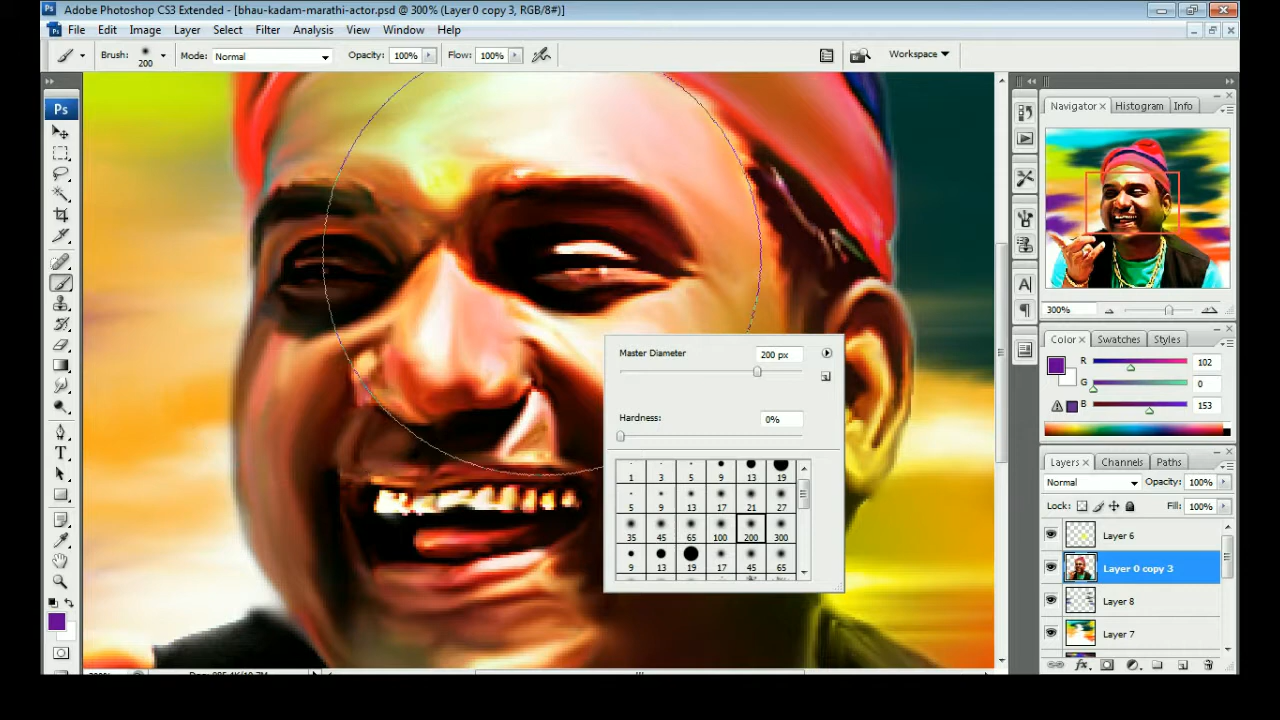 Adobe Photoshop CS3 Extended - [bhau-kadam-marathi-actor.psd @ 300% (Layer 0 copy 3, RGB/8#)]
File Edit Image Layer Select Filter Analysis View Window Help
Brush: 200 Mode: Normal Opacity: 100% Flow: 100% Workspace
Ps
Navigator × Histogram Info
300%
Color × Swatches Styles
R 102
G 0
B 153
Master Diameter 200 px
Hardness: 0%
1 3 5 9 13 19
5 9 13 17 21 27
35 45 65 100 200 300
9 13 19 17 45 65
Layers × Channels Paths
Normal Opacity: 100%
Lock: Fill: 100%
Layer 6
Layer 0 copy 3
Layer 8
Layer 7